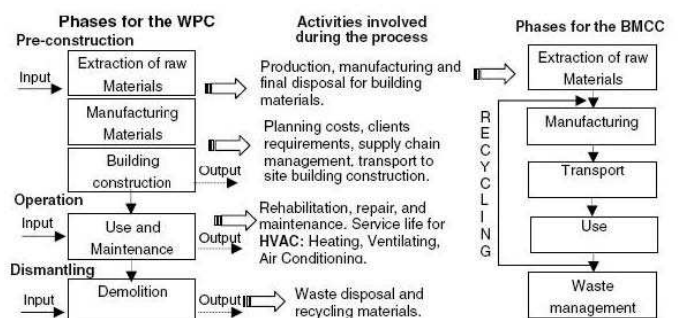 Phases for the WPC
Pre-construction
Input
Extraction of raw
Materials
Manufacturing
Materials
Building
construction
Output
Operation
Input
Use and
Maintenance
Output
Dismantling
Input
Demolition
Output
Activities involved
during the process
Production, manufacturing and
final disposal for building
materials.
Planning costs, clients
requirements, supply chain
management, transport to
site building construction.
Rehabilitation, repair, and
maintenance. Service life for
HVAC: Heating, Ventilating,
Air Conditioning.
Waste disposal and
recycling materials.
Phases for the BMCC
Extraction of raw
Materials
Manufacturing
Transport
Use
Waste
management
RECYCLING